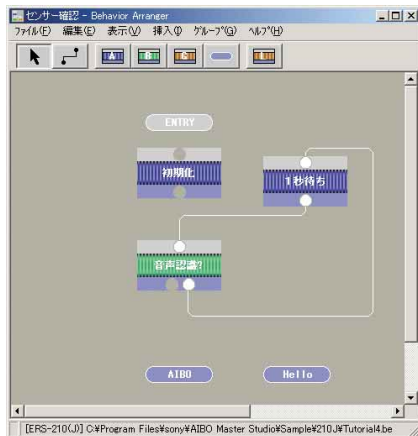 センサー確認 - Behavior Arranger
ファイル(F) 編集(E) 表示(V) 挿入(I) グループ(G) ヘルプ(H)
A B C E
ENTRY
初期化
1秒待ち
音声認識?
AIBO Hello
[ERS-210(J)] C:¥Program Files¥sony¥AIBO Master Studio¥Sample¥210J¥Tutorial4.be